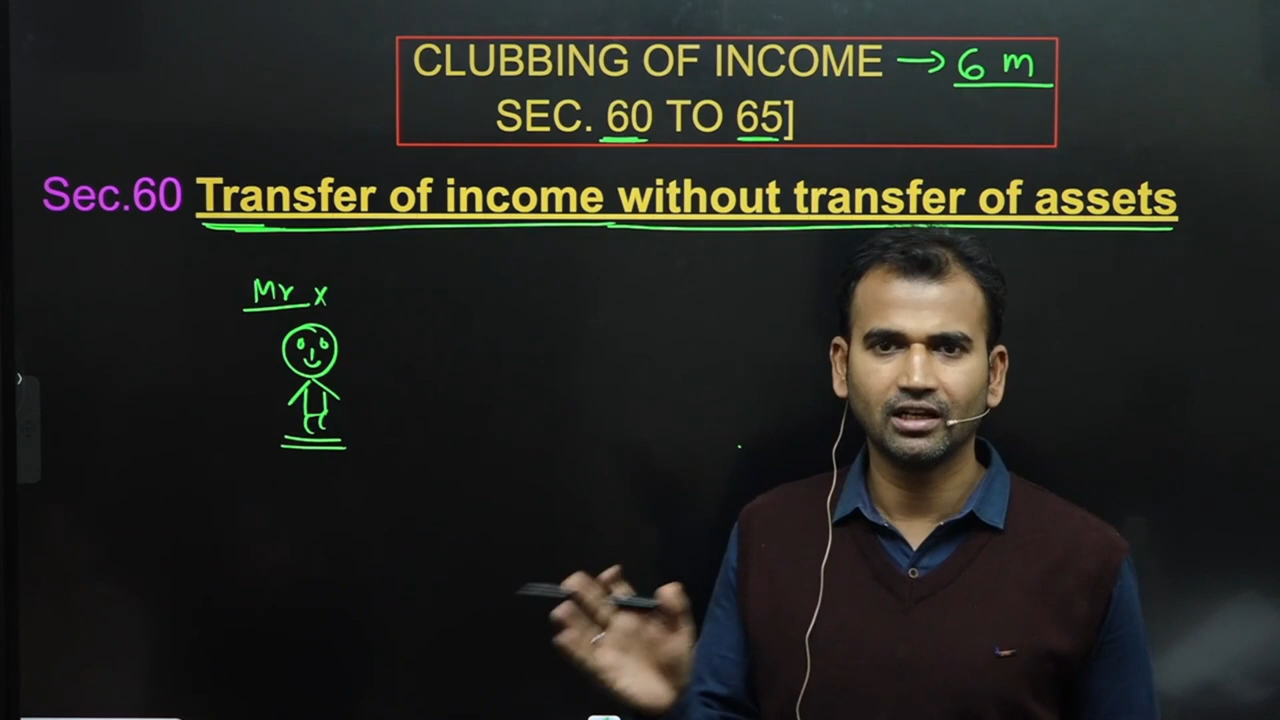 CLUBBING OF INCOME → 6 m
SEC. 60 TO 65]
Sec.60 Transfer of income without transfer of assets
Mr x